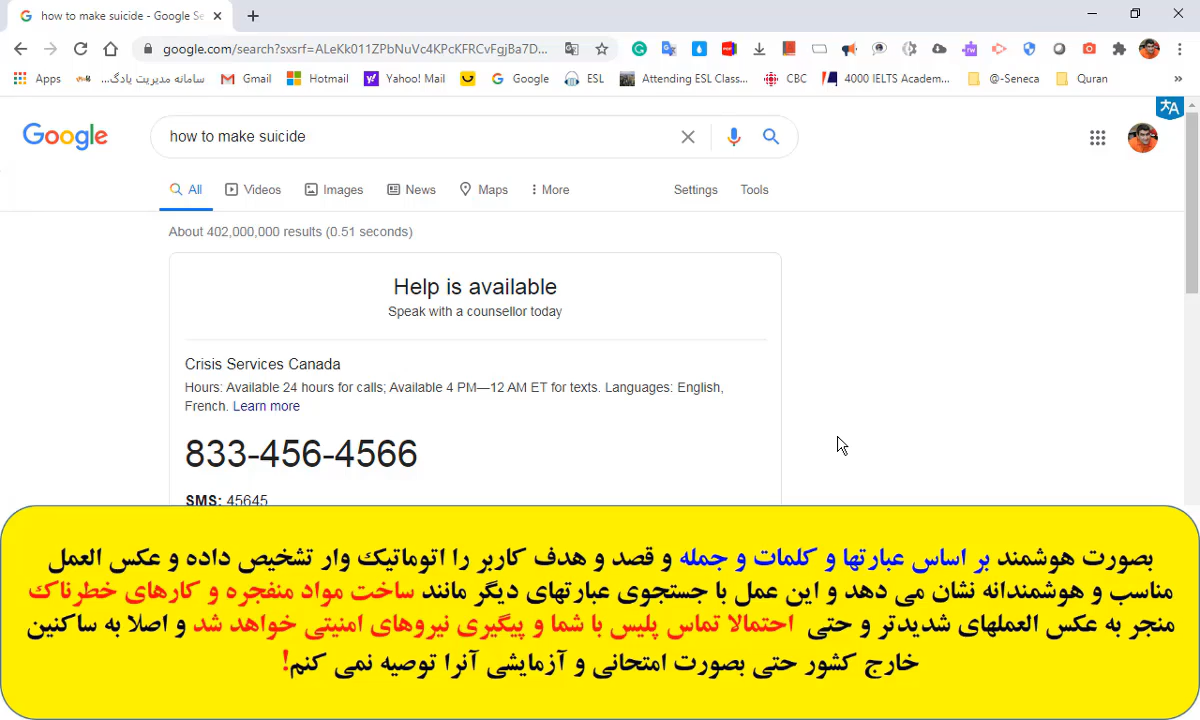 how to make suicide - Google Se
google.com/search?sxsrf=ALeKk011ZPbNuVc4KPcKFRCvFgjBa7D...
Apps سامانه مدیریت یادگ... Gmail Hotmail Yahoo! Mail Google ESL Attending ESL Class... CBC 4000 IELTS Academ... @-Seneca Quran »
Google how to make suicide
All Videos Images News Maps More Settings Tools
About 402,000,000 results (0.51 seconds)
Help is available
Speak with a counsellor today
Crisis Services Canada
Hours: Available 24 hours for calls; Available 4 PM—12 AM ET for texts. Languages: English,
French. Learn more
833-456-4566
SMS: 45645
بصورت هوشمند بر اساس عبارتها و کلمات و جمله و قصد و هدف کاربر را اتوماتیک وار تشخیص داده و عکس العمل
مناسب و هوشمندانه نشان می دهد و این عمل با جستجوی عبارتهای دیگر مانند ساخت مواد منفجره و کارهای خطرناک
منجر به عکس العملهای شدیدتر و حتی احتمالا تماس پلیس با شما و پیگیری نیروهای امنیتی خواهد شد و اصلا به ساکنین
خارج کشور حتی بصورت امتحانی و آزمایشی آنرا توصیه نمی کنم!